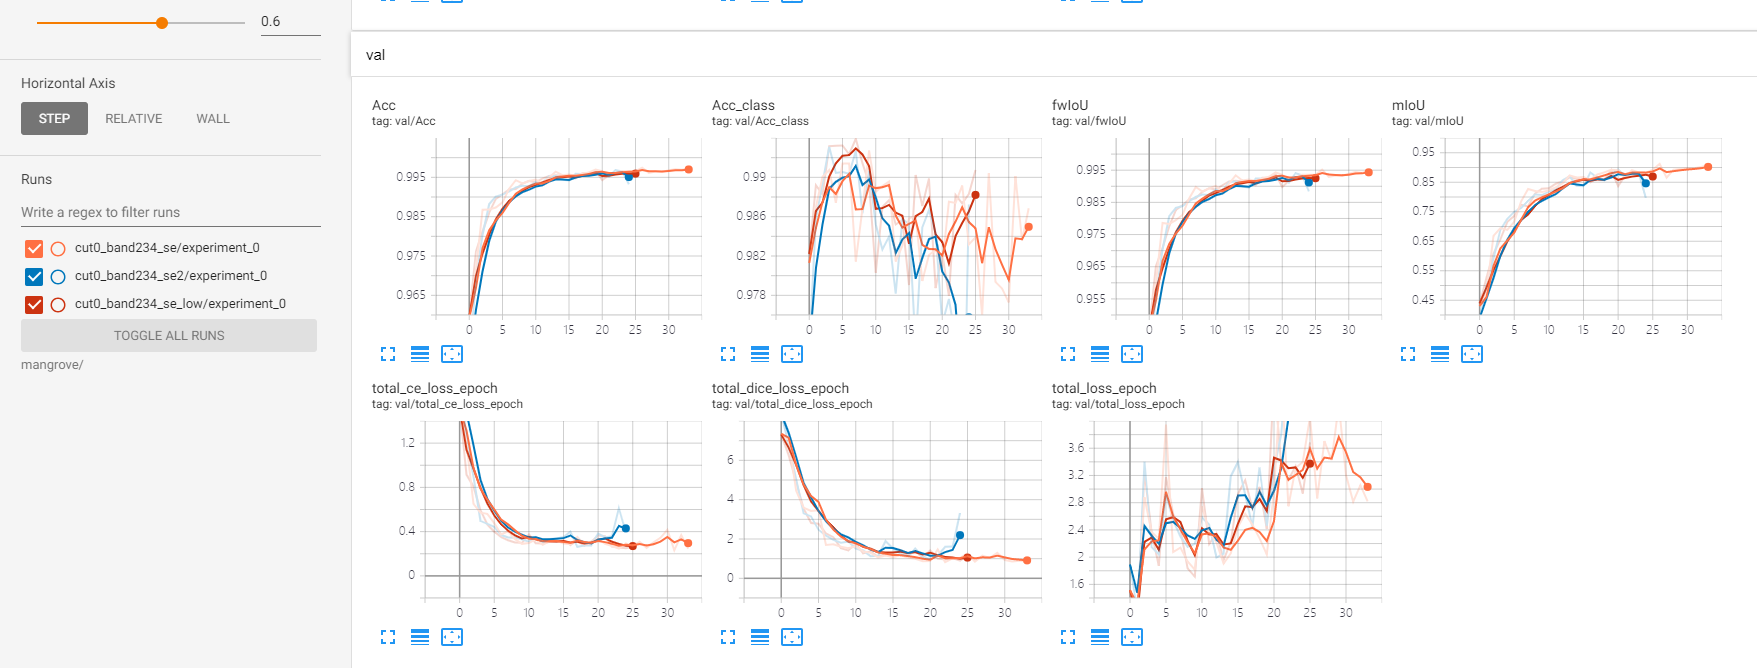 0.6
Horizontal Axis
STEP RELATIVE WALL
Runs
Write a regex to filter runs
cut0_band234_se/experiment_0
cut0_band234_se2/experiment_0
cut0_band234_se_low/experiment_0
TOGGLE ALL RUNS
mangrove/
val
Acc
tag: val/Acc
0.995
0.985
0.975
0.965
0 5 10 15 20 25 30
Acc_class
tag: val/Acc_class
0.99
0.986
0.982
0.978
0 5 10 15 20 25 30
fwIoU
tag: val/fwIoU
0.995
0.985
0.975
0.965
0.955
0 5 10 15 20 25 30
mIoU
tag: val/mIoU
0.95
0.85
0.75
0.65
0.55
0.45
0 5 10 15 20 25 30
total_ce_loss_epoch
tag: val/total_ce_loss_epoch
1.2
0.8
0.4
0
0 5 10 15 20 25 30
total_dice_loss_epoch
tag: val/total_dice_loss_epoch
6
4
2
0
0 5 10 15 20 25 30
total_loss_epoch
tag: val/total_loss_epoch
3.6
3.2
2.8
2.4
2
1.6
0 5 10 15 20 25 30